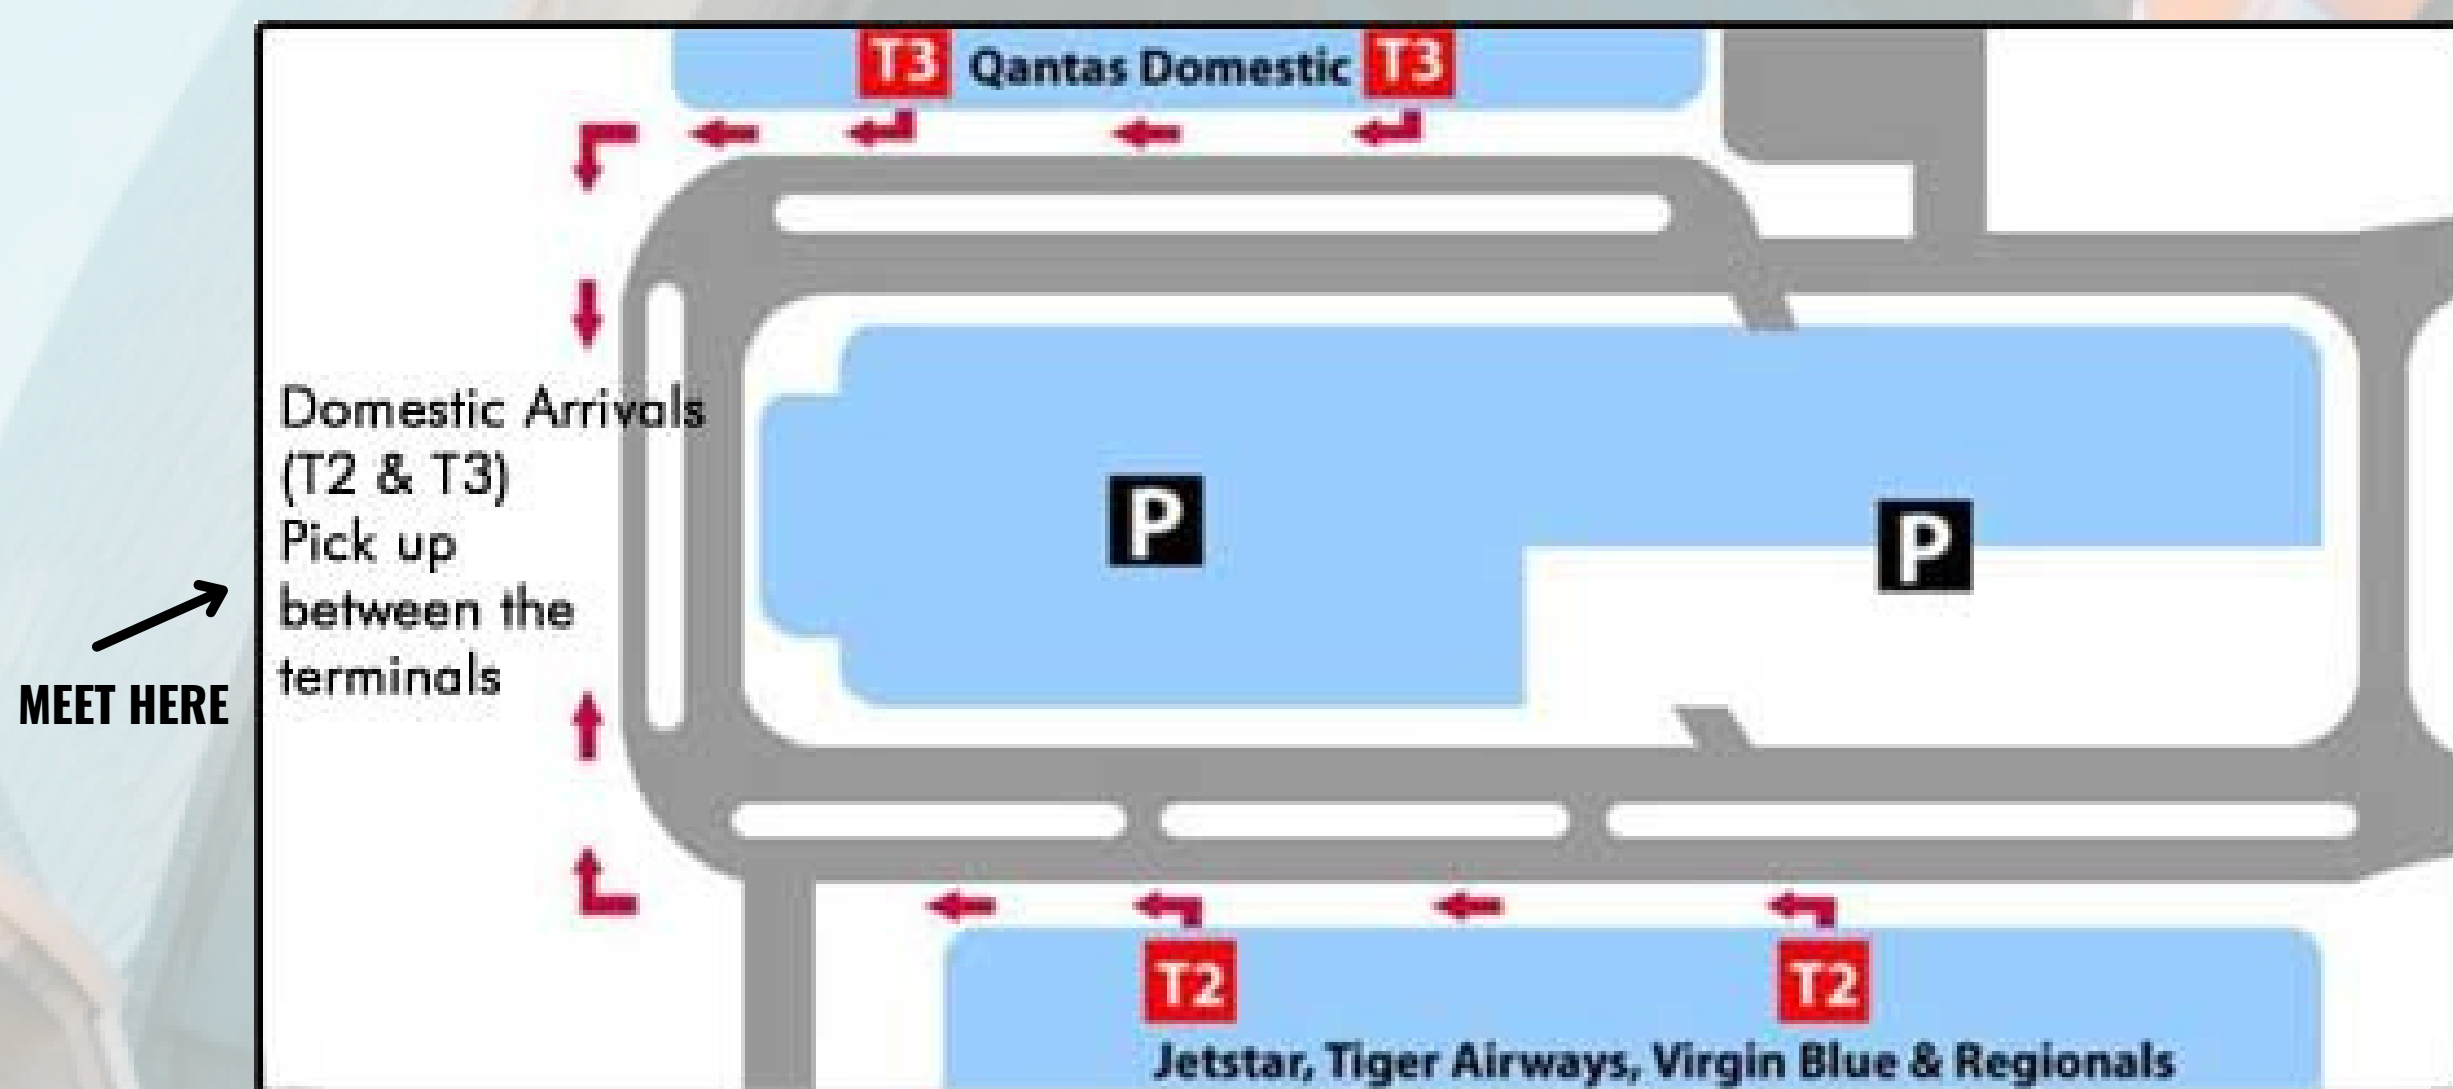 T3 Qantas Domestic T3
Domestic Arrivals
(T2 & T3)
Pick up
between the
terminals
MEET HERE
P
P
T2
T2
Jetstar, Tiger Airways, Virgin Blue & Regionals